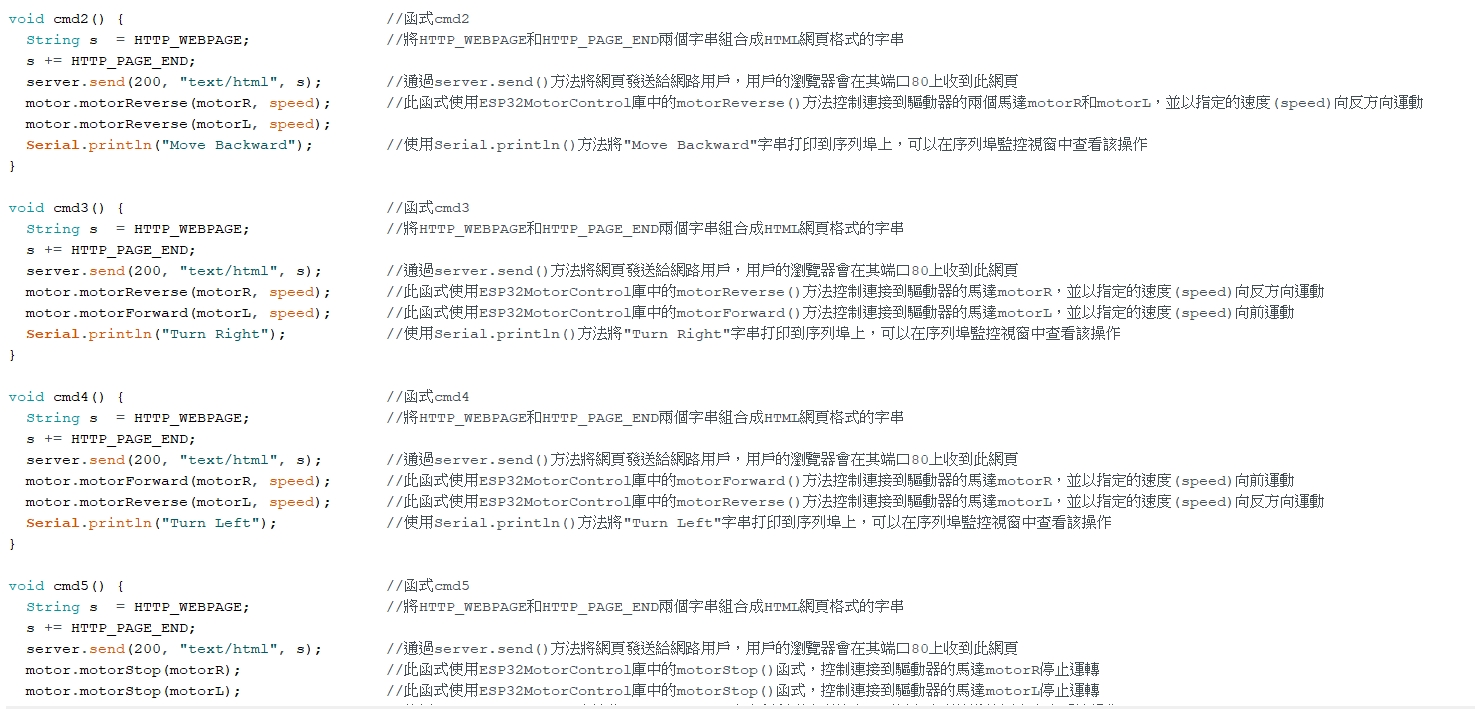 void cmd2() { //函式cmd2
String s = HTTP_WEBPAGE; //將HTTP_WEBPAGE和HTTP_PAGE_END兩個字串組合成HTML網頁格式的字串
s += HTTP_PAGE_END;
server.send(200, "text/html", s); //通過server.send()方法將網頁發送給網路用戶，用戶的瀏覽器會在其端口80上收到此網頁
motor.motorReverse(motorR, speed); //此函式使用ESP32MotorControl庫中的motorReverse()方法控制連接到驅動器的兩個馬達motorR和motorL，並以指定的速度(speed)向反方向運動
motor.motorReverse(motorL, speed);
Serial.println("Move Backward"); //使用Serial.println()方法將"Move Backward"字串打印到序列埠上，可以在序列埠監控視窗中查看該操作
}
void cmd3() { //函式cmd3
String s = HTTP_WEBPAGE; //將HTTP_WEBPAGE和HTTP_PAGE_END兩個字串組合成HTML網頁格式的字串
s += HTTP_PAGE_END;
server.send(200, "text/html", s); //通過server.send()方法將網頁發送給網路用戶，用戶的瀏覽器會在其端口80上收到此網頁
motor.motorReverse(motorR, speed); //此函式使用ESP32MotorControl庫中的motorReverse()方法控制連接到驅動器的馬達motorR，並以指定的速度(speed)向反方向運動
motor.motorForward(motorL, speed); //此函式使用ESP32MotorControl庫中的motorForward()方法控制連接到驅動器的馬達motorL，並以指定的速度(speed)向前運動
Serial.println("Turn Right"); //使用Serial.println()方法將"Turn Right"字串打印到序列埠上，可以在序列埠監控視窗中查看該操作
}
void cmd4() { //函式cmd4
String s = HTTP_WEBPAGE; //將HTTP_WEBPAGE和HTTP_PAGE_END兩個字串組合成HTML網頁格式的字串
s += HTTP_PAGE_END;
server.send(200, "text/html", s); //通過server.send()方法將網頁發送給網路用戶，用戶的瀏覽器會在其端口80上收到此網頁
motor.motorForward(motorR, speed); //此函式使用ESP32MotorControl庫中的motorForward()方法控制連接到驅動器的馬達motorR，並以指定的速度(speed)向前運動
motor.motorReverse(motorL, speed); //此函式使用ESP32MotorControl庫中的motorReverse()方法控制連接到驅動器的馬達motorL，並以指定的速度(speed)向反方向運動
Serial.println("Turn Left"); //使用Serial.println()方法將"Turn Left"字串打印到序列埠上，可以在序列埠監控視窗中查看該操作
}
void cmd5() { //函式cmd5
String s = HTTP_WEBPAGE; //將HTTP_WEBPAGE和HTTP_PAGE_END兩個字串組合成HTML網頁格式的字串
s += HTTP_PAGE_END;
server.send(200, "text/html", s); //通過server.send()方法將網頁發送給網路用戶，用戶的瀏覽器會在其端口80上收到此網頁
motor.motorStop(motorR); //此函式使用ESP32MotorControl庫中的motorStop()函式，控制連接到驅動器的馬達motorR停止運轉
motor.motorStop(motorL); //此函式使用ESP32MotorControl庫中的motorStop()函式，控制連接到驅動器的馬達motorL停止運轉